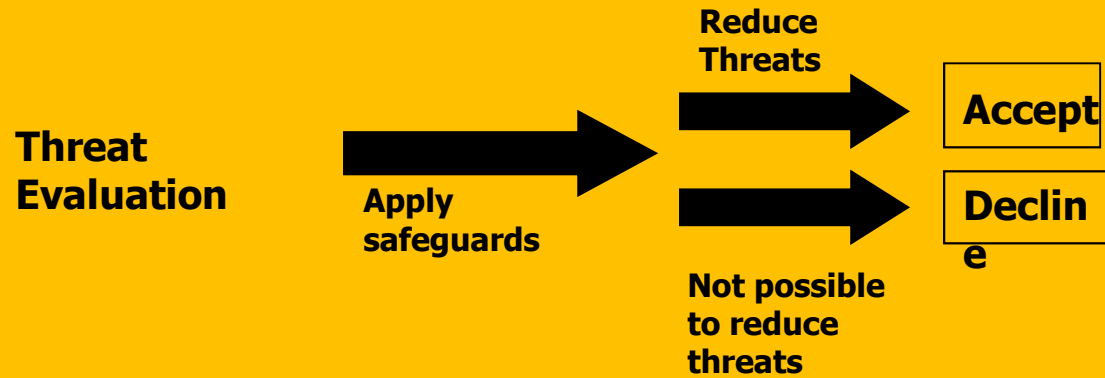 Threat
Evaluation
Apply
safeguards
Reduce
Threats
Accept
Declin
e
Not possible
to reduce
threats